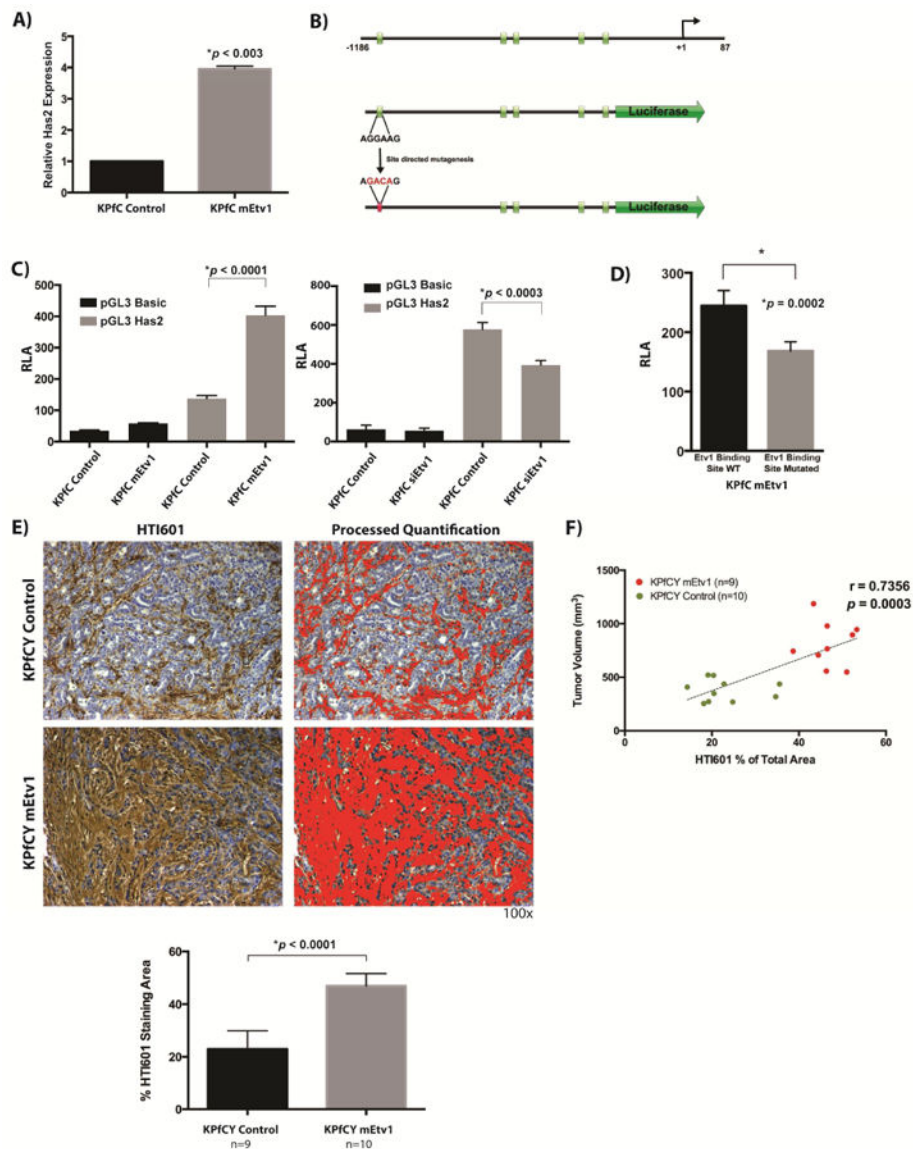 A)
Relative Has2 Expression
5
4
3
2
1
0
*p < 0.003
KPfC Control
KPfC mEtv1
B)
-1186
+1
87
Luciferase
AGGAAG
Site directed mutagenesis
AGACAG
Luciferase
C)
RLA
500
400
300
200
100
0
pGL3 Basic
pGL3 Has2
*p < 0.0001
KPfC Control
KPfC mEtv1
KPfC Control
KPfC mEtv1
RLA
800
600
400
200
0
pGL3 Basic
pGL3 Has2
*p < 0.0003
KPfC Control
KPfC siEtv1
KPfC Control
KPfC siEtv1
D)
RLA
300
200
100
0
*
*p = 0.0002
Etv1 Binding
Site WT
Etv1 Binding
Site Mutated
KPfC mEtv1
E)
HTI601
Processed Quantification
KPfCY Control
KPfCY mEtv1
100x
% HTI601 Staining Area
60
40
20
0
*p < 0.0001
KPfCY Control
n=9
KPfCY mEtv1
n=10
F)
Tumor Volume (mm³)
1500
1000
500
0
KPfCY mEtv1 (n=9)
KPfCY Control (n=10)
r = 0.7356
p = 0.0003
0
20
40
60
HTI601 % of Total Area